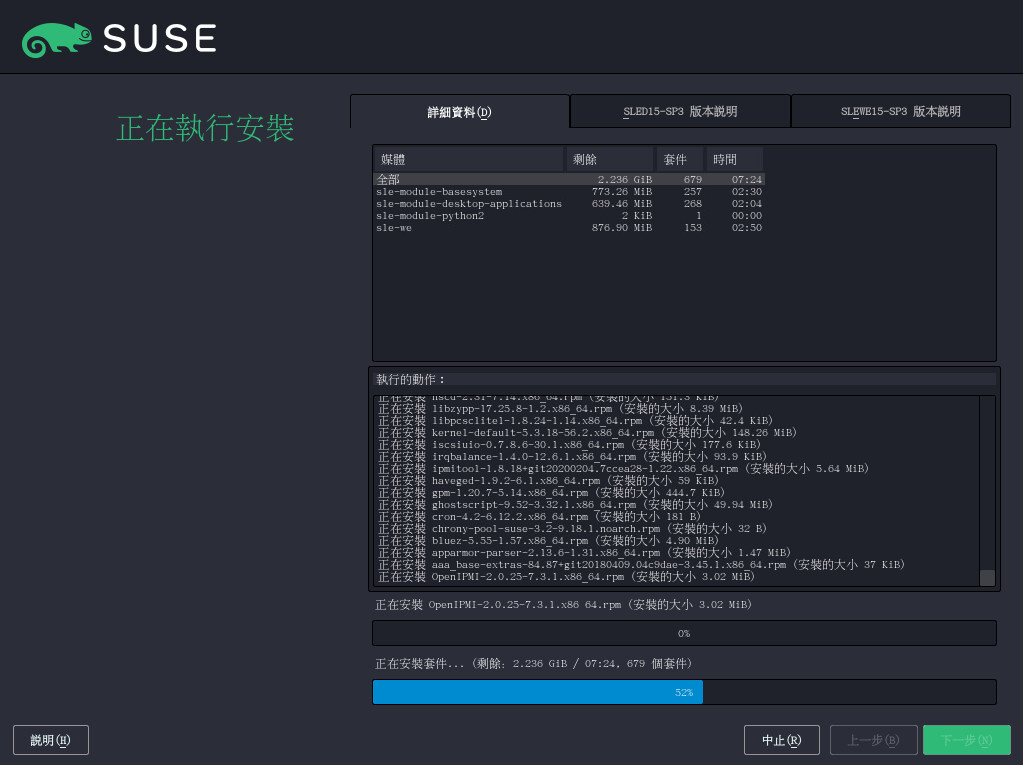 SUSE
正在執行安裝
詳細資料(D)
SLED15-SP3 版本說明
SLEWE15-SP3 版本說明
媒體 剩餘 套件 時間
全部 2.236 GiB 679 07:24
sle-module-basesystem 773.26 MiB 257 02:30
sle-module-desktop-applications 639.46 MiB 268 02:04
sle-module-python2 2 KiB 1 00:00
sle-we 876.90 MiB 153 02:50
執行的動作：
正在安裝 nscd-2.31-7.14.x86_64.rpm (安裝的大小 151.3 KiB)
正在安裝 libzypp-17.25.8-1.2.x86_64.rpm (安裝的大小 8.39 MiB)
正在安裝 libpcsclite1-1.8.24-1.14.x86_64.rpm (安裝的大小 42.4 KiB)
正在安裝 kernel-default-5.3.18-56.2.x86_64.rpm (安裝的大小 148.26 MiB)
正在安裝 iscsiuio-0.7.8.6-30.1.x86_64.rpm (安裝的大小 177.6 KiB)
正在安裝 irqbalance-1.4.0-12.6.1.x86_64.rpm (安裝的大小 93.9 KiB)
正在安裝 ipmitool-1.8.18+git20200204.7ccea28-1.22.x86_64.rpm (安裝的大小 5.64 MiB)
正在安裝 haveged-1.9.2-6.1.x86_64.rpm (安裝的大小 59 KiB)
正在安裝 gpm-1.20.7-5.14.x86_64.rpm (安裝的大小 444.7 KiB)
正在安裝 ghostscript-9.52-3.32.1.x86_64.rpm (安裝的大小 49.94 MiB)
正在安裝 cron-4.2-6.12.2.x86_64.rpm (安裝的大小 181 B)
正在安裝 chrony-pool-suse-3.2-9.18.1.noarch.rpm (安裝的大小 32 B)
正在安裝 bluez-5.55-1.57.x86_64.rpm (安裝的大小 4.90 MiB)
正在安裝 apparmor-parser-2.13.6-1.31.x86_64.rpm (安裝的大小 1.47 MiB)
正在安裝 aaa_base-extras-84.87+git20180409.04c9dae-3.45.1.x86_64.rpm (安裝的大小 37 KiB)
正在安裝 OpenIPMI-2.0.25-7.3.1.x86_64.rpm (安裝的大小 3.02 MiB)
正在安裝 OpenIPMI-2.0.25-7.3.1.x86 64.rpm (安裝的大小 3.02 MiB)
0%
正在安裝套件... (剩餘: 2.236 GiB / 07:24, 679 個套件)
52%
說明(H)
中止(R)
上一步(B)
下一步(N)